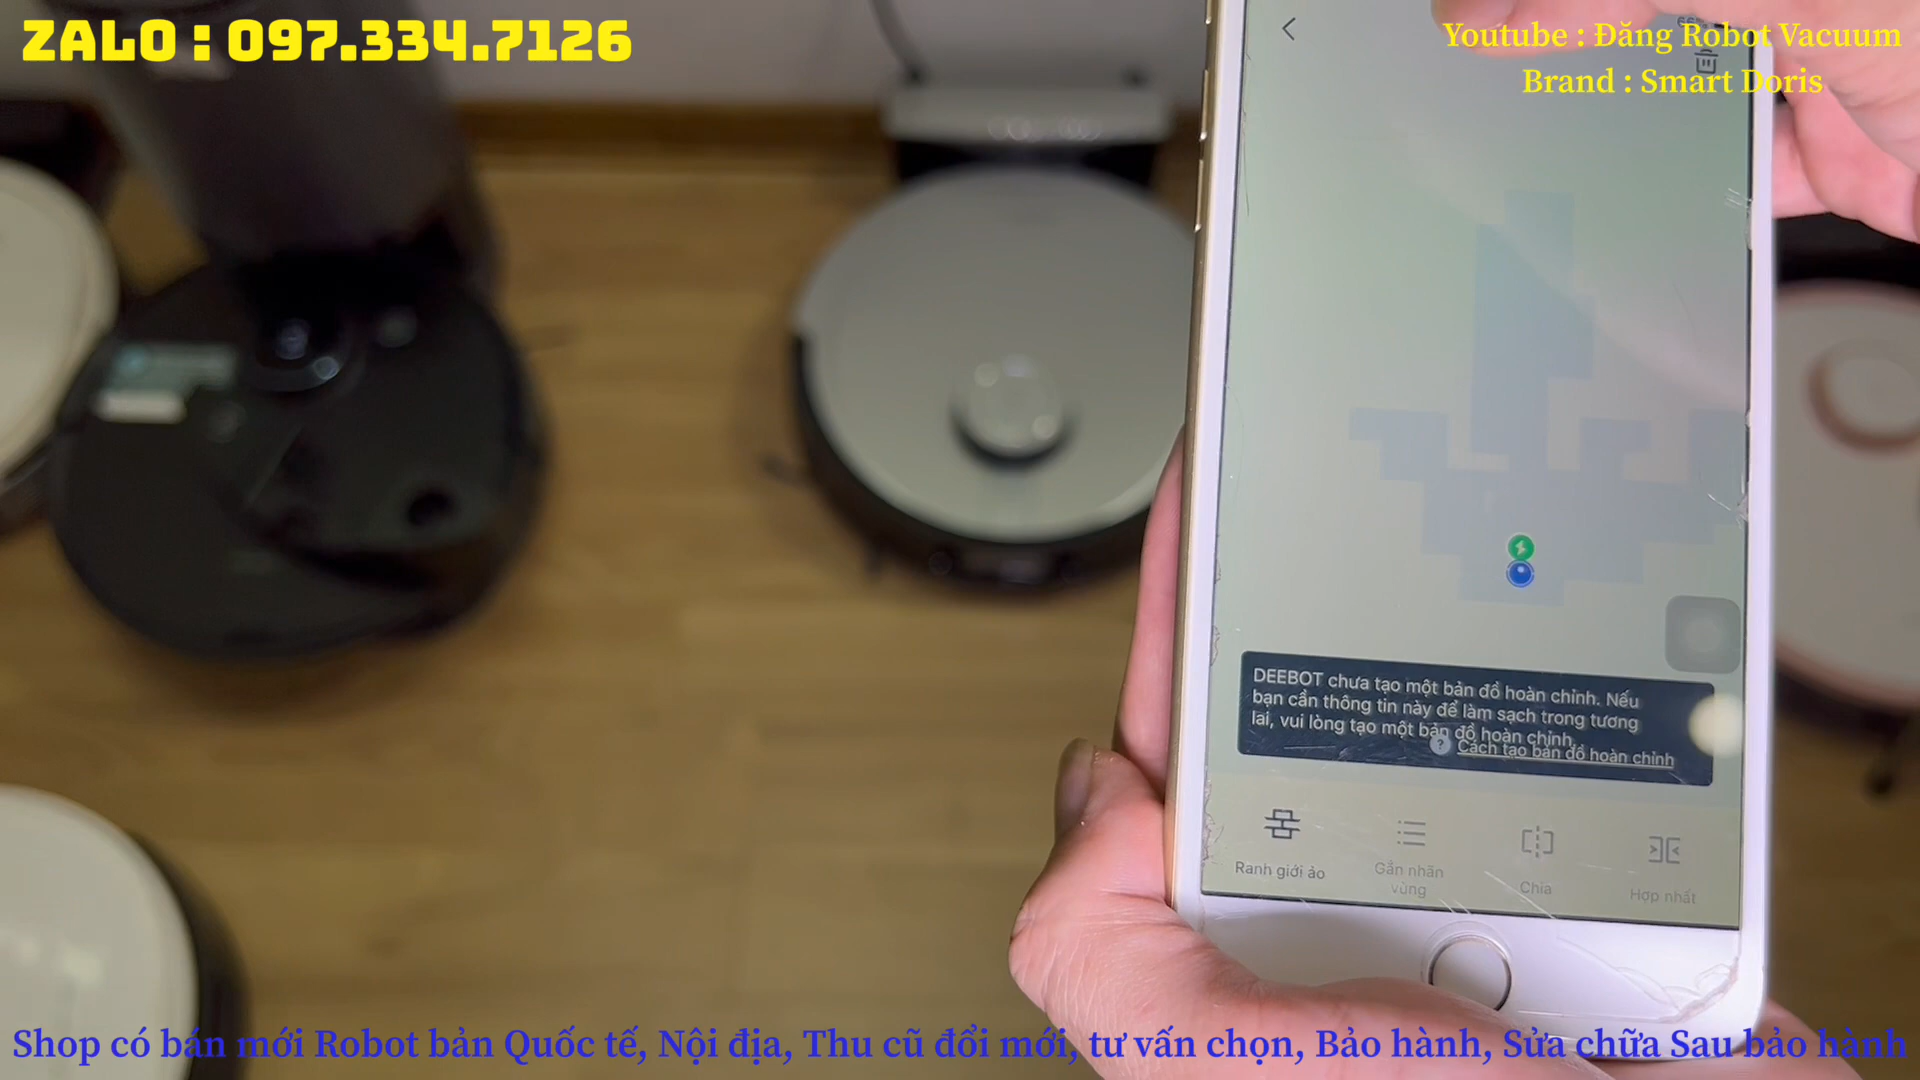 ZALO : 097.334.7126
Youtube : Đăng Robot Vacuum
Brand : Smart Doris
DEEBOT chưa tạo một bản đồ hoàn chỉnh. Nếu
bạn cần thông tin này để làm sạch trong tương
lai, vui lòng tạo một bản đồ hoàn chỉnh.
? Cách tạo bản đồ hoàn chỉnh
Ranh giới ảo
Gắn nhãn
vùng
Chia
Hợp nhất
Shop có bán mới Robot bản Quốc tế, Nội địa, Thu cũ đổi mới, tư vấn chọn, Bảo hành, Sửa chữa Sau bảo hành